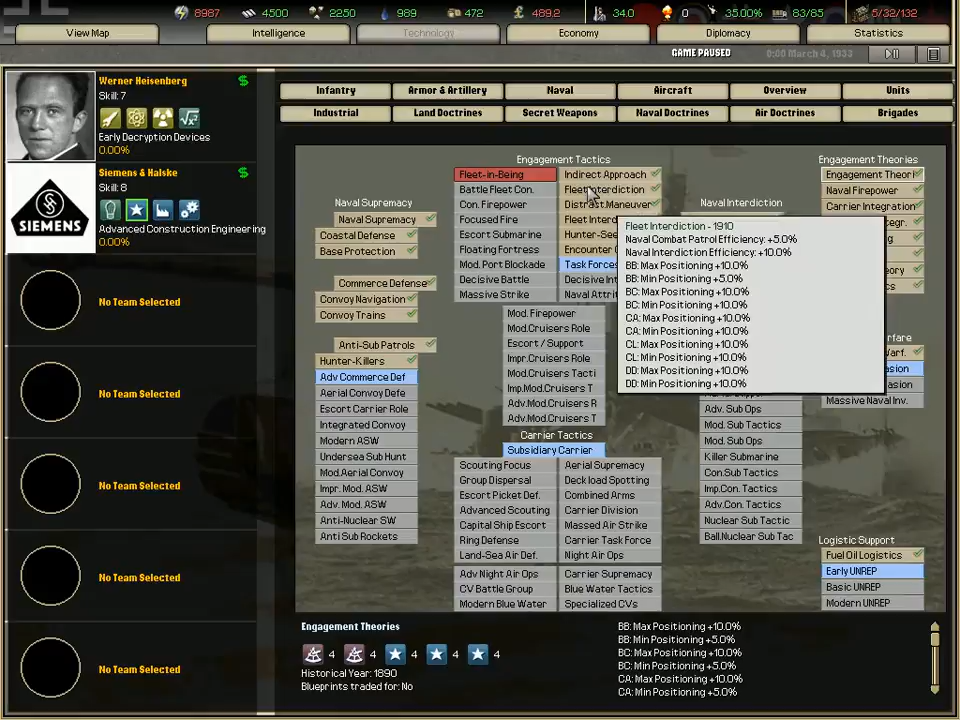 8987 4500 2250 989 472 489.2 34.0 0 35.00% 83/85 5/32/132
View Map Intelligence Technology Economy Diplomacy Statistics
GAME PAUSED 0:00 March 4, 1933
Werner Heisenberg
Skill: 7
Early Decryption Devices
0.00%
Siemens & Halske
Skill: 8
SIEMENS
Advanced Construction Engineering
0.00%
No Team Selected
No Team Selected
No Team Selected
No Team Selected
No Team Selected
Infantry Armor & Artillery Naval Aircraft Overview Units
Industrial Land Doctrines Secret Weapons Naval Doctrines Air Doctrines Brigades
Naval Supremacy
Naval Supremacy
Coastal Defense
Base Protection
Commerce Defense
Convoy Navigation
Convoy Trains
Anti-Sub Patrols
Hunter-Killers
Adv Commerce Def
Aerial Convoy Defe
Escort Carrier Role
Integrated Convoy
Modern ASW
Undersea Sub Hunt
Mod.Aerial Convoy
Impr. Mod. ASW
Adv. Mod. ASW
Anti-Nuclear SW
Anti Sub Rockets
Engagement Tactics
Fleet-in-Being Indirect Approach
Battle Fleet Con. Fleet Interdiction
Con. Firepower Distract.Maneuver
Focused Fire Fleet Interd
Escort Submarine Hunter-See
Floating Fortress Encounter
Mod. Port Blockade Task Forces
Decisive Battle Decisive Int
Massive Strike Naval Attrit
Mod. Firepower
Mod.Cruisers Role
Escort / Support
Impr.Cruisers Role
Mod.Cruisers Tacti
Imp.Mod.Cruisers T
Adv.Mod.Cruisers R
Adv.Mod.Cruisers T
Carrier Tactics
Subsidiary Carrier
Scouting Focus Aerial Supremacy
Group Dispersal Deck load Spotting
Escort Picket Def. Combined Arms
Advanced Scouting Carrier Division
Capital Ship Escort Massed Air Strike
Ring Defense Carrier Task Force
Land-Sea Air Def. Night Air Ops
Adv Night Air Ops Carrier Supremacy
CV Battle Group Blue Water Tactics
Modern Blue Water Specialized CVs
Naval Interdiction
Fleet Interdiction - 1910
Naval Combat Patrol Efficiency: +5.0%
Naval Interdiction Efficiency: +10.0%
BB: Max Positioning +10.0%
BB: Min Positioning +5.0%
BC: Max Positioning +10.0%
BC: Min Positioning +10.0%
CA: Max Positioning +10.0%
CA: Min Positioning +10.0%
CL: Max Positioning +10.0%
CL: Min Positioning +10.0%
DD: Max Positioning +10.0%
DD: Min Positioning +10.0%
Adv. Sub Ops
Mod.Sub Tactics
Mod.Sub Ops
Killer Submarine
Con.Sub Tactics
Imp.Con. Tactics
Adv.Con. Tactics
Nuclear Sub Tactic
Ball.Nuclear Sub Tac
Engagement Theories
Engagement Theori
Naval Firepower
Carrier Integration
egr.
g
ory
s
rfare
Warf.
asion
asion
Massive Naval Inv.
Logistic Support
Fuel Oil Logistics
Early UNREP
Basic UNREP
Modern UNREP
Engagement Theories
4 4 4 4 4
Historical Year: 1890
Blueprints traded for: No
BB: Max Positioning +10.0%
BB: Min Positioning +5.0%
BC: Max Positioning +10.0%
BC: Min Positioning +5.0%
CA: Max Positioning +10.0%
CA: Min Positioning +5.0%